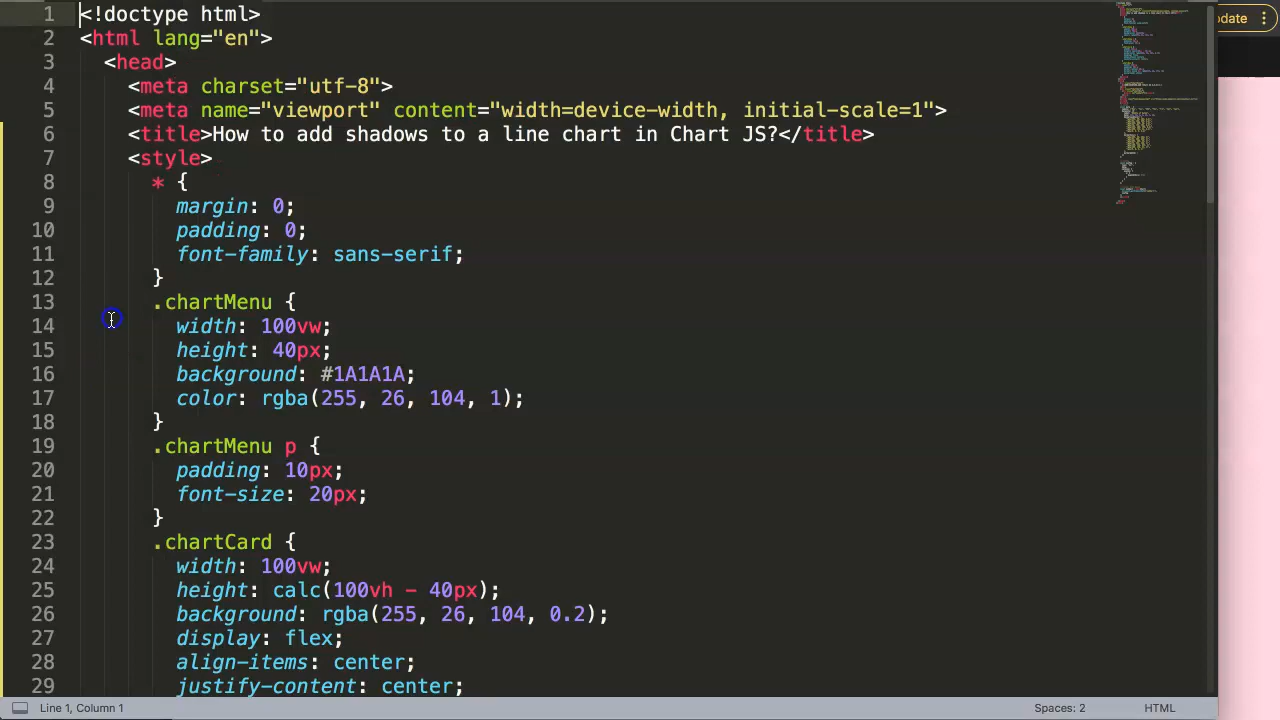 1 <!doctype html>
2 <html lang="en">
3 <head>
4 <meta charset="utf-8">
5 <meta name="viewport" content="width=device-width, initial-scale=1">
6 <title>How to add shadows to a line chart in Chart JS?</title>
7 <style>
8 * {
9 margin: 0;
10 padding: 0;
11 font-family: sans-serif;
12 }
13 .chartMenu {
14 width: 100vw;
15 height: 40px;
16 background: #1A1A1A;
17 color: rgba(255, 26, 104, 1);
18 }
19 .chartMenu p {
20 padding: 10px;
21 font-size: 20px;
22 }
23 .chartCard {
24 width: 100vw;
25 height: calc(100vh - 40px);
26 background: rgba(255, 26, 104, 0.2);
27 display: flex;
28 align-items: center;
29 justify-content: center;
date
Line 1, Column 1
Spaces: 2
HTML